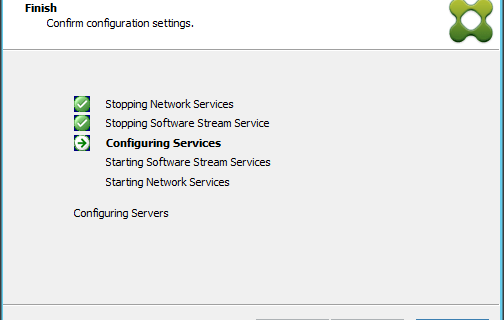 Finish
Confirm configuration settings.
Stopping Network Services
Stopping Software Stream Service
Configuring Services
Starting Software Stream Services
Starting Network Services
Configuring Servers